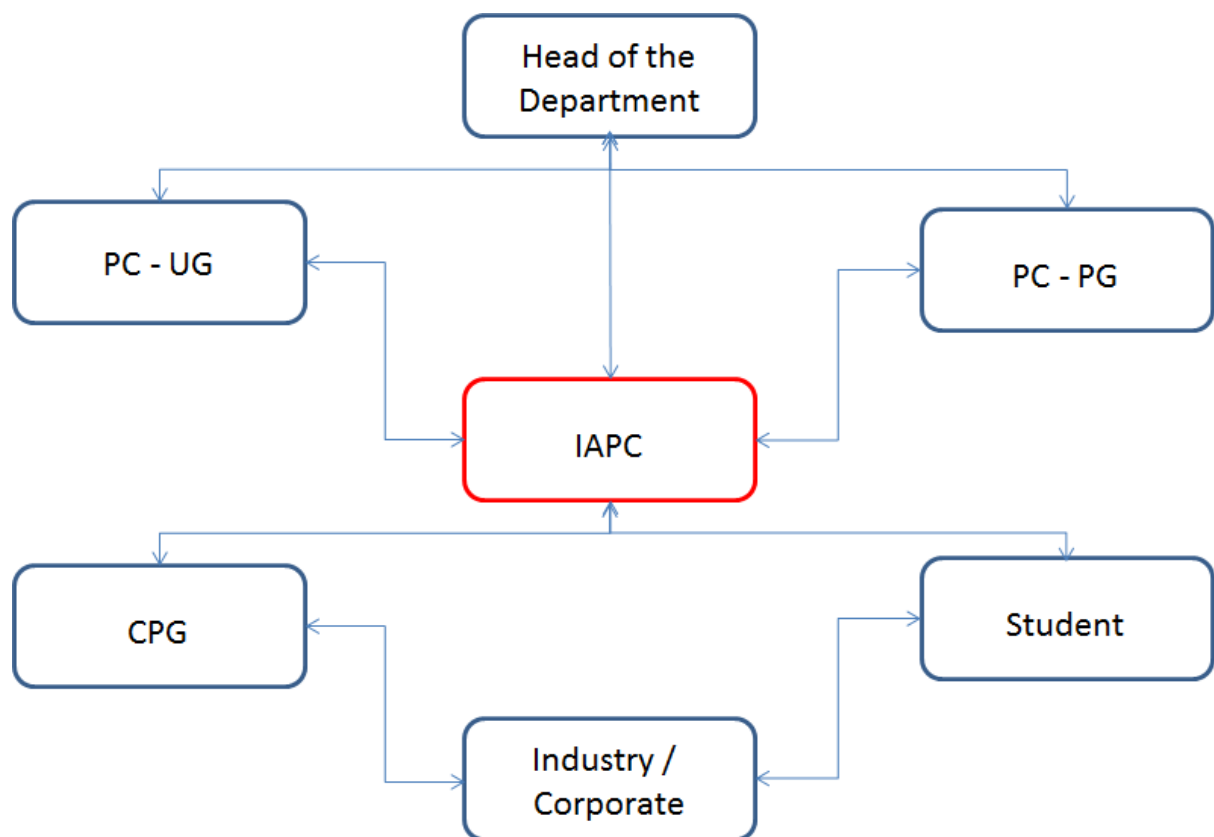 Head of the
Department
PC - UG
PC - PG
IAPC
CPG
Student
Industry /
Corporate